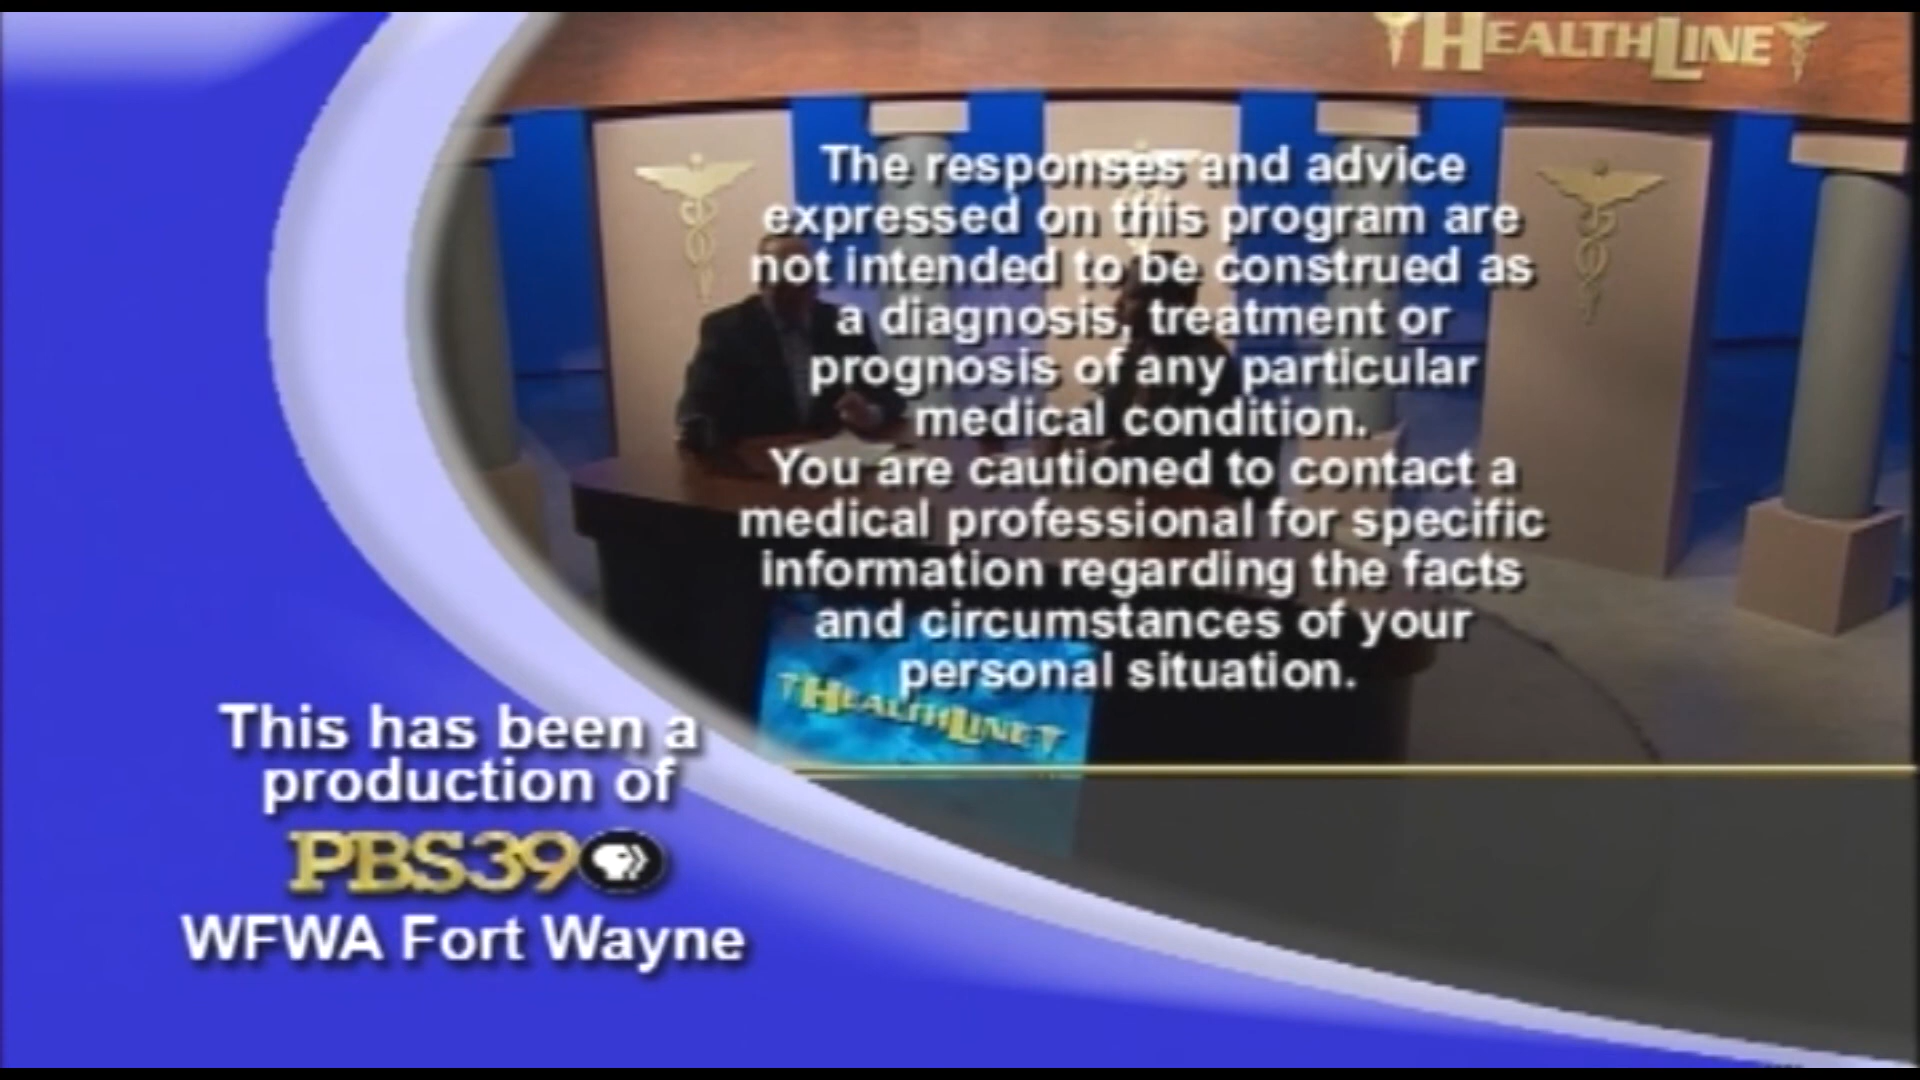 HEALTHLINE
The responses and advice
expressed on this program are
not intended to be construed as
a diagnosis, treatment or
prognosis of any particular
medical condition.
You are cautioned to contact a
medical professional for specific
information regarding the facts
and circumstances of your
personal situation.
HEALTHLINE
This has been a
production of
PBS39
WFWA Fort Wayne